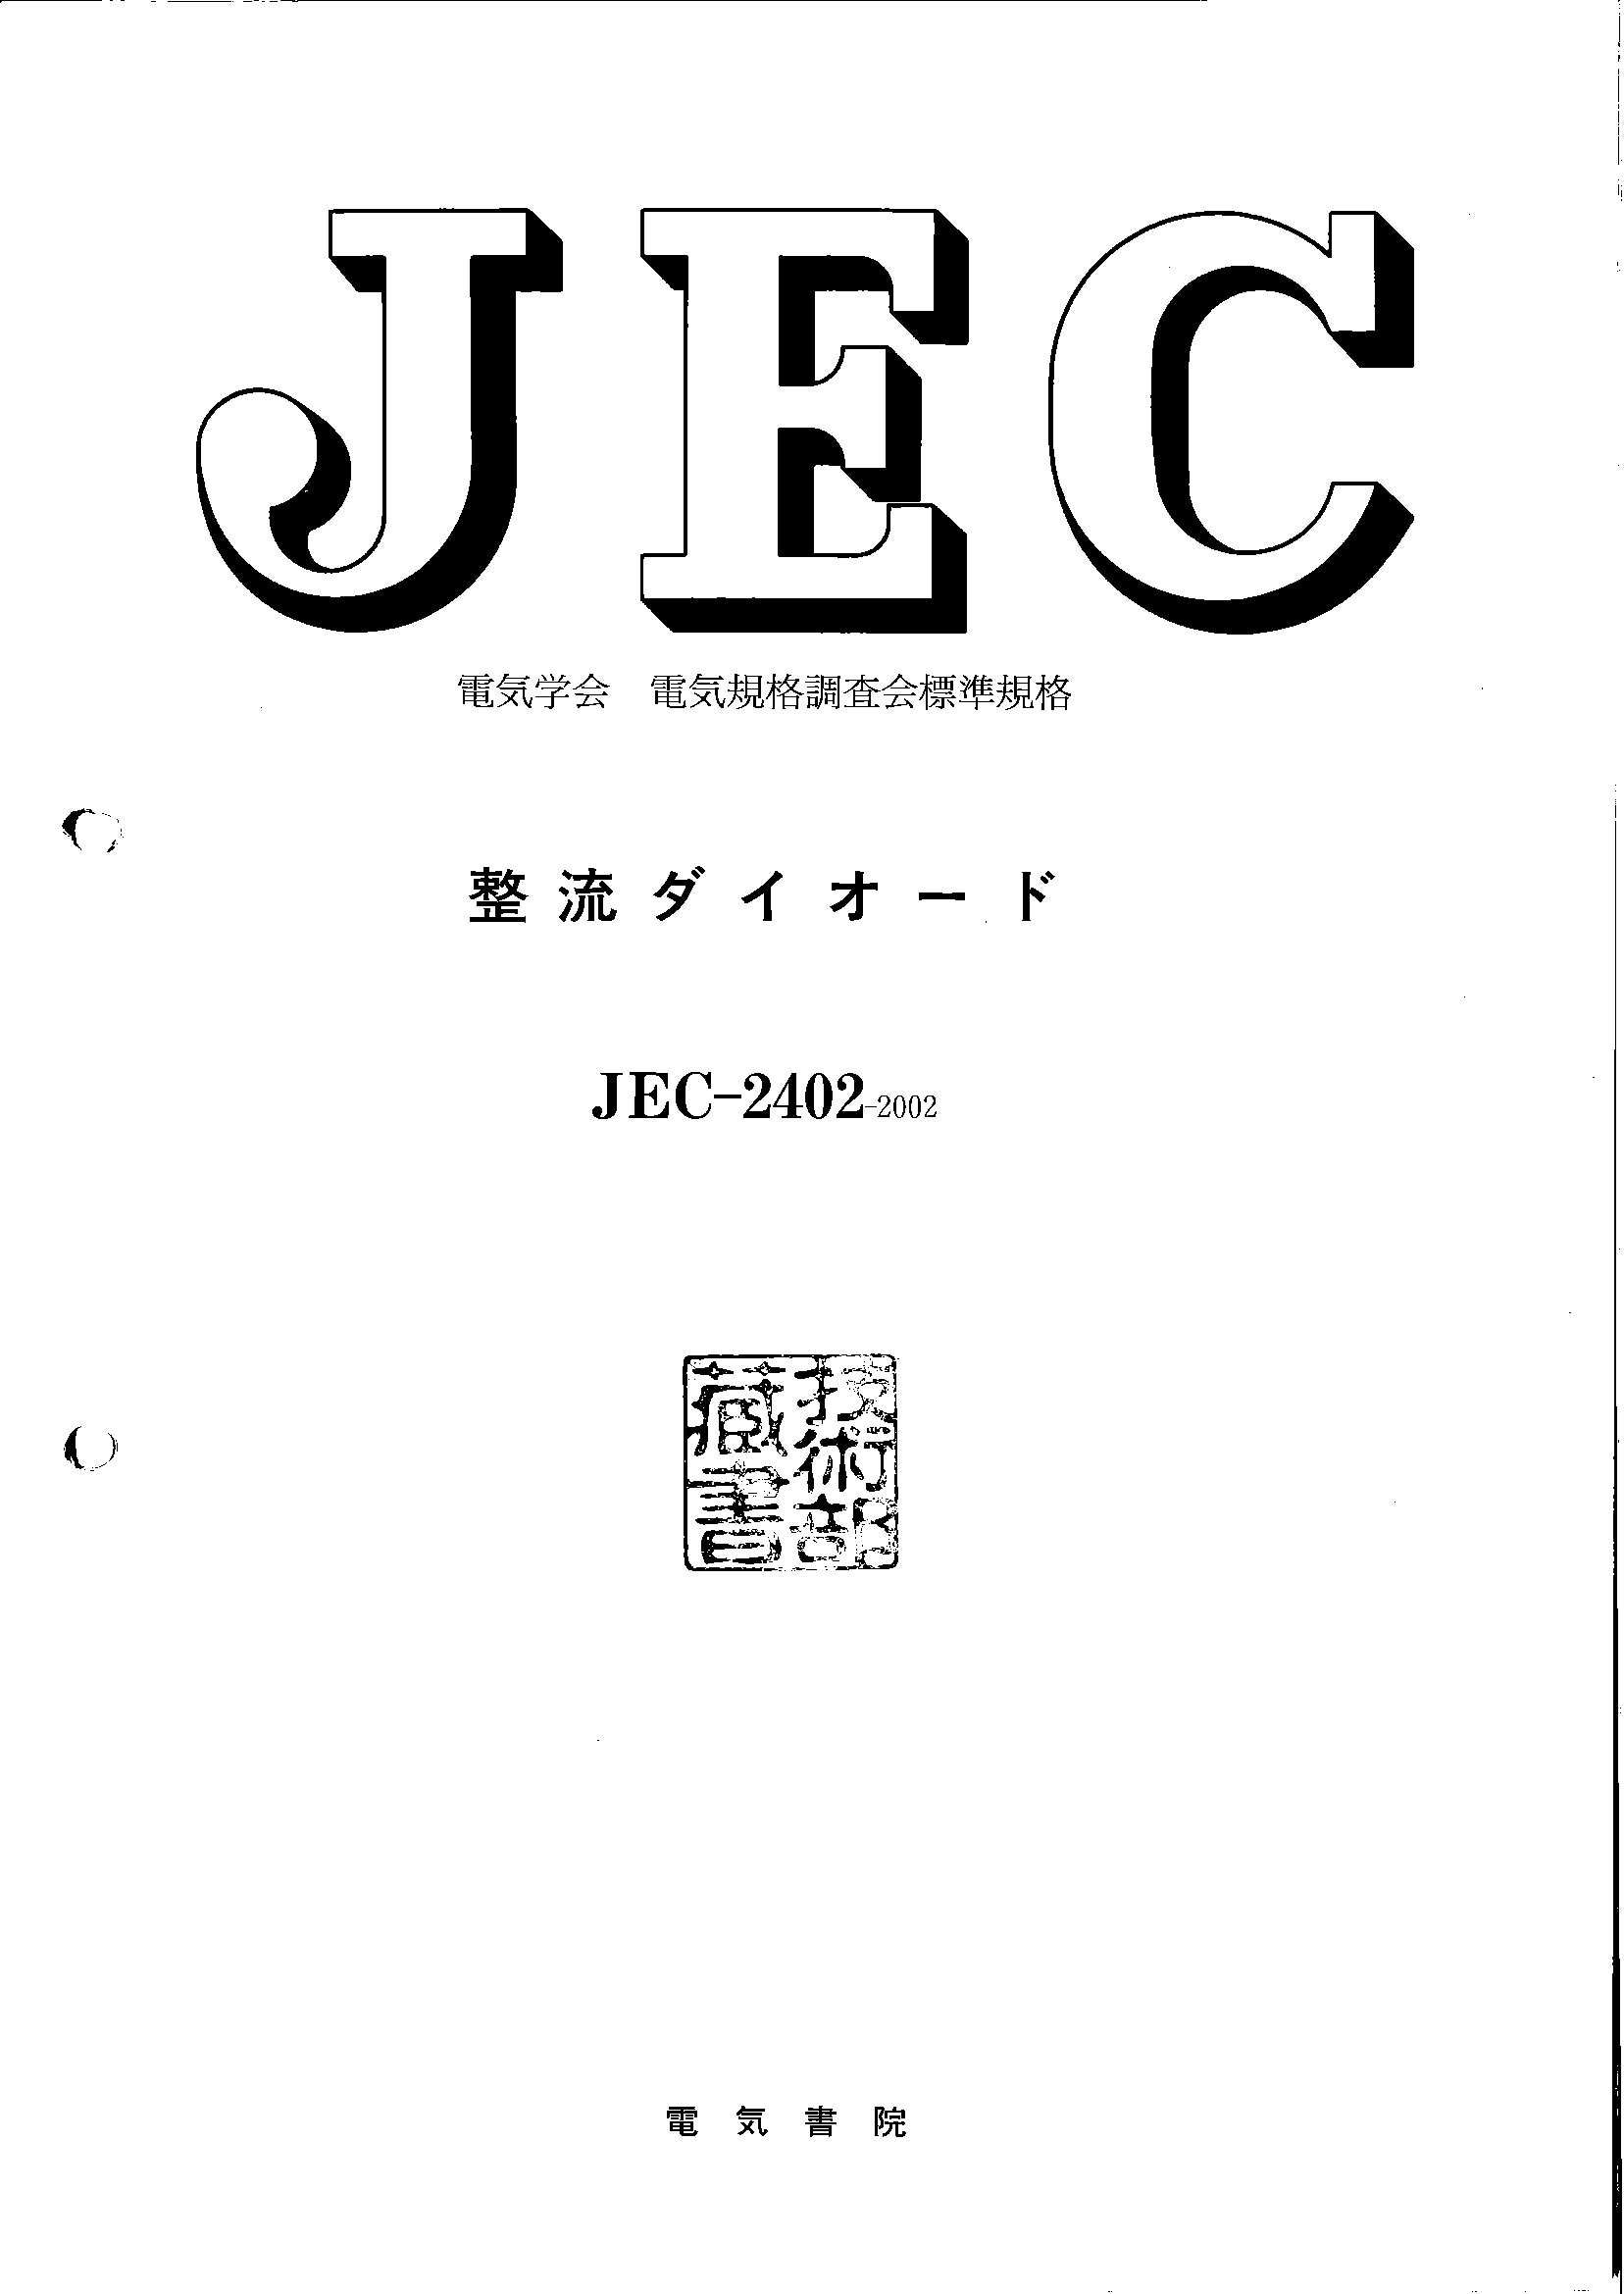 JEC
電気学会 電気規格調査会標準規格
整流ダイオード
JEC-2402-2002
技術部
蔵書
電気書院